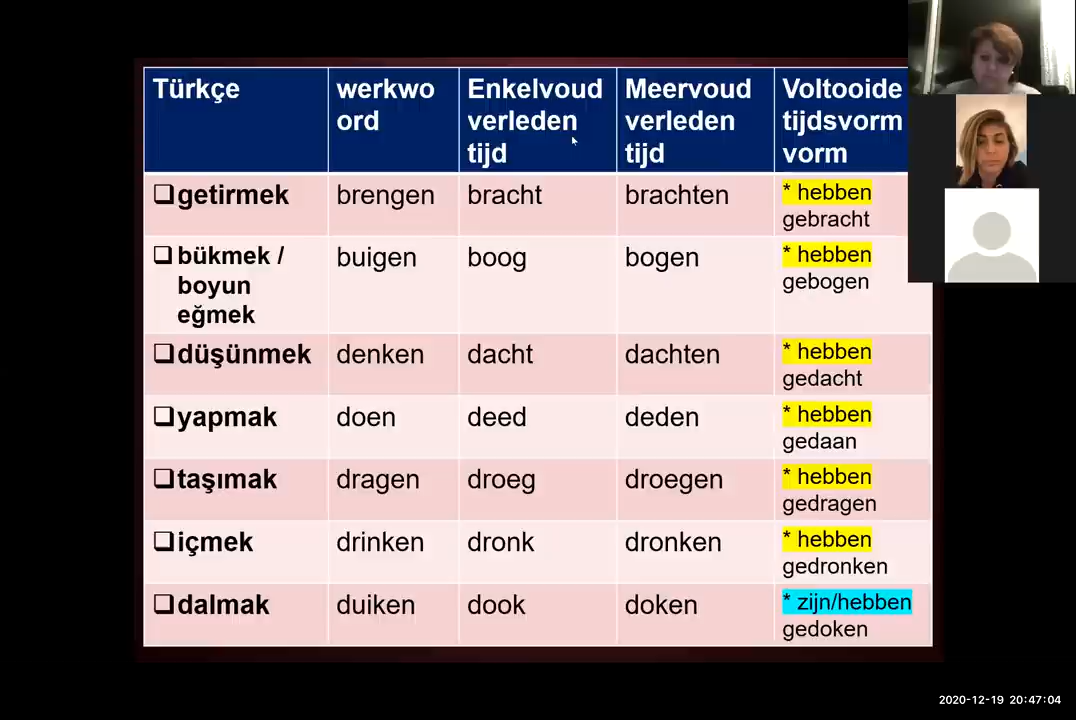 Türkçe
werkwo
ord
Enkelvoud
verleden
tijd
Meervoud
verleden
tijd
Voltooide
tijdsvorm
vorm
getirmek
brengen
bracht
brachten
* hebben
gebracht
bükmek /
boyun
eğmek
buigen
boog
bogen
* hebben
gebogen
düşünmek
denken
dacht
dachten
* hebben
gedacht
yapmak
doen
deed
deden
* hebben
gedaan
taşımak
dragen
droeg
droegen
* hebben
gedragen
içmek
drinken
dronk
dronken
* hebben
gedronken
dalmak
duiken
dook
doken
* zijn/hebben
gedoken
2020-12-19 20:47:04